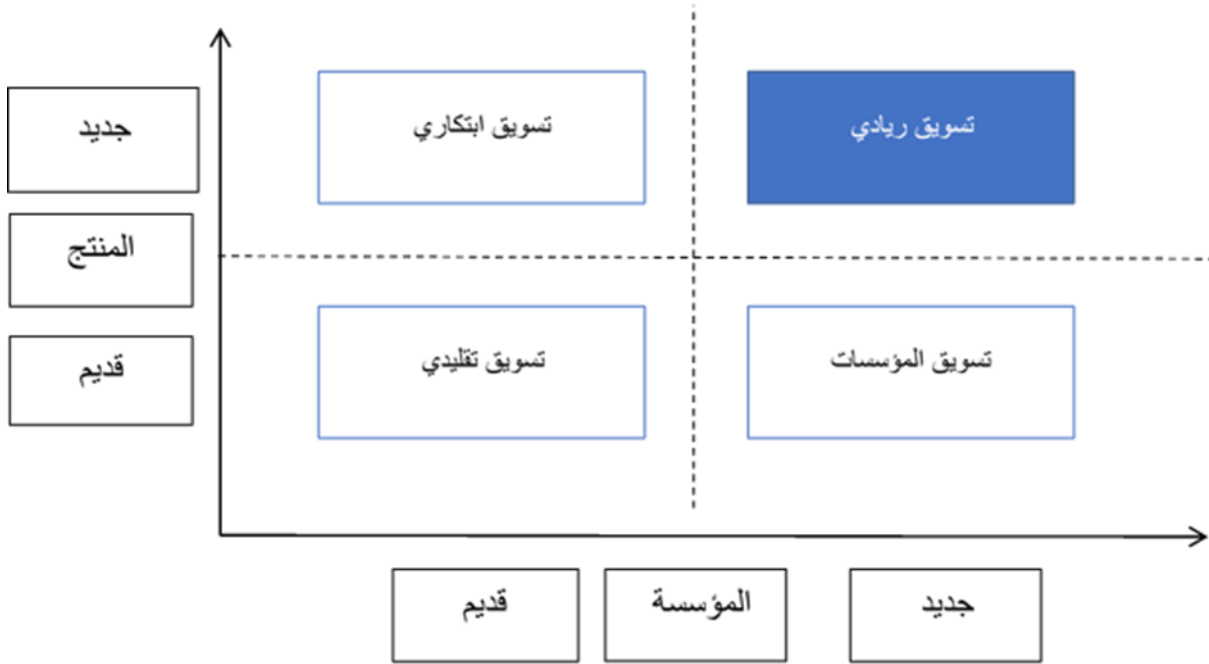 جديد
تسويق ابتكاري
تسويق ريادي
المنتج
قديم
تسويق تقليدي
تسويق المؤسسات
قديم
المؤسسة
جديد